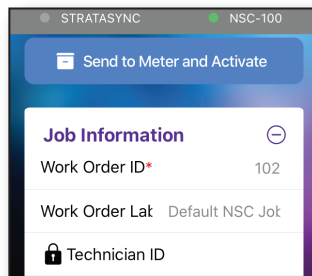 STRATASYNC NSC-100
Send to Meter and Activate
Job Information
Work Order ID* 102
Work Order Lab Default NSC Job
Technician ID